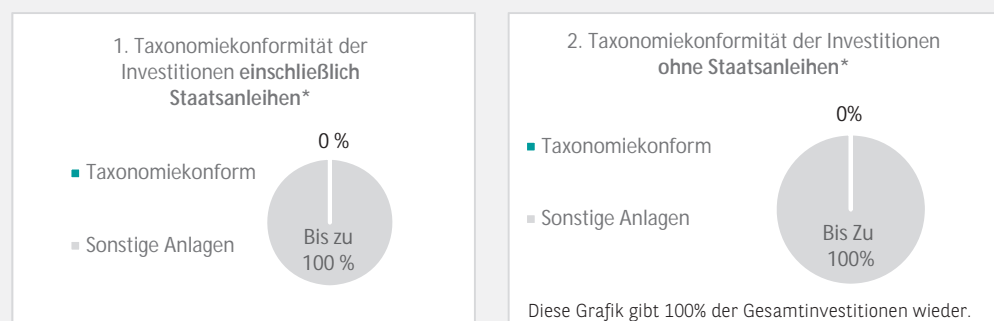 1. Taxonomiekonformität der
Investitionen einschließlich
Staatsanleihen*
0 %
Taxonomiekonform
Sonstige Anlagen
Bis zu
100 %
2. Taxonomiekonformität der Investitionen
ohne Staatsanleihen*
0%
Taxonomiekonform
Sonstige Anlagen
Bis Zu
100%
Diese Grafik gibt 100% der Gesamtinvestitionen wieder.